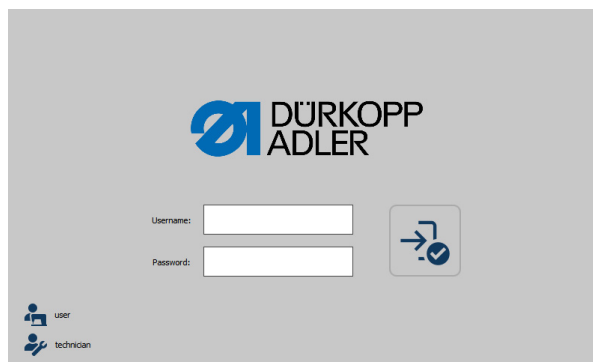 DÜRKOPP
ADLER
Username:
Password:
user
technician